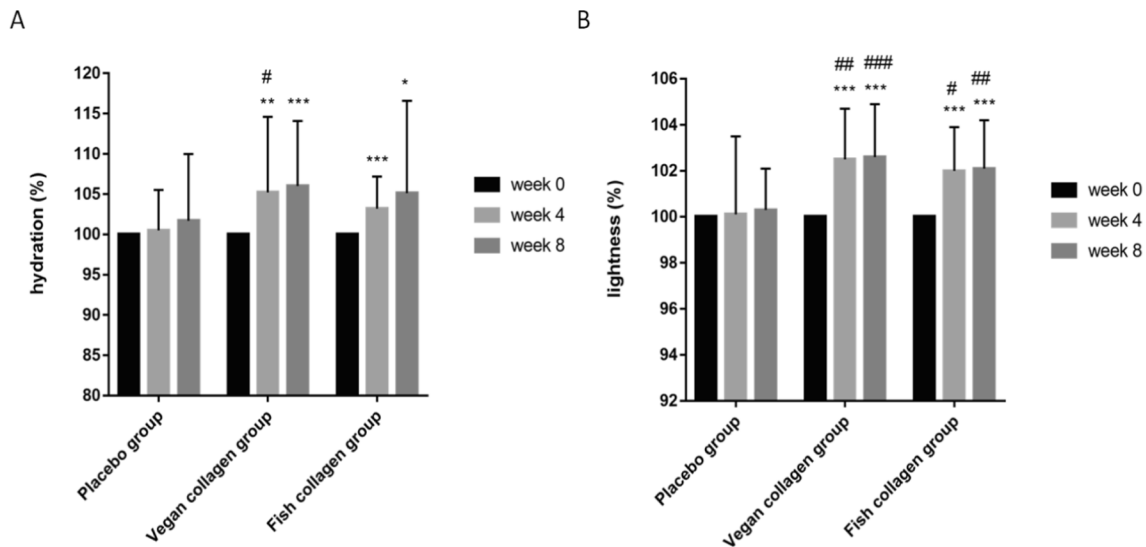 A
hydration (%)
120
115
110
105
100
95
90
85
80
#
** ***
***
*
Placebo group
Vegan collagen group
Fish collagen group
week 0
week 4
week 8
B
lightness (%)
106
104
102
100
98
96
94
92
## ###
*** ***
# ##
*** ***
Placebo group
Vegan collagen group
Fish collagen group
week 0
week 4
week 8